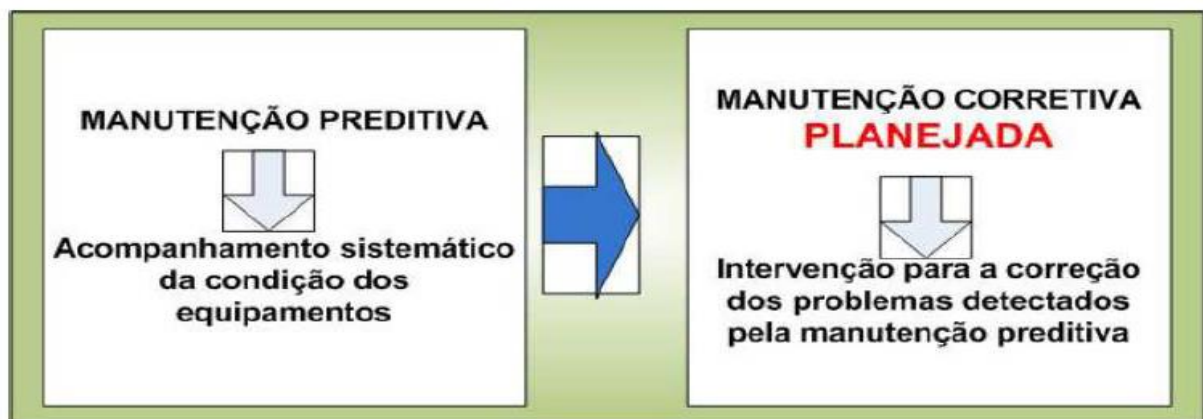 MANUTENÇÃO PREDITIVA
Acompanhamento sistemático
da condição dos
equipamentos
MANUTENÇÃO CORRETIVA
PLANEJADA
Intervenção para a correção
dos problemas detectados
pela manutenção preditiva